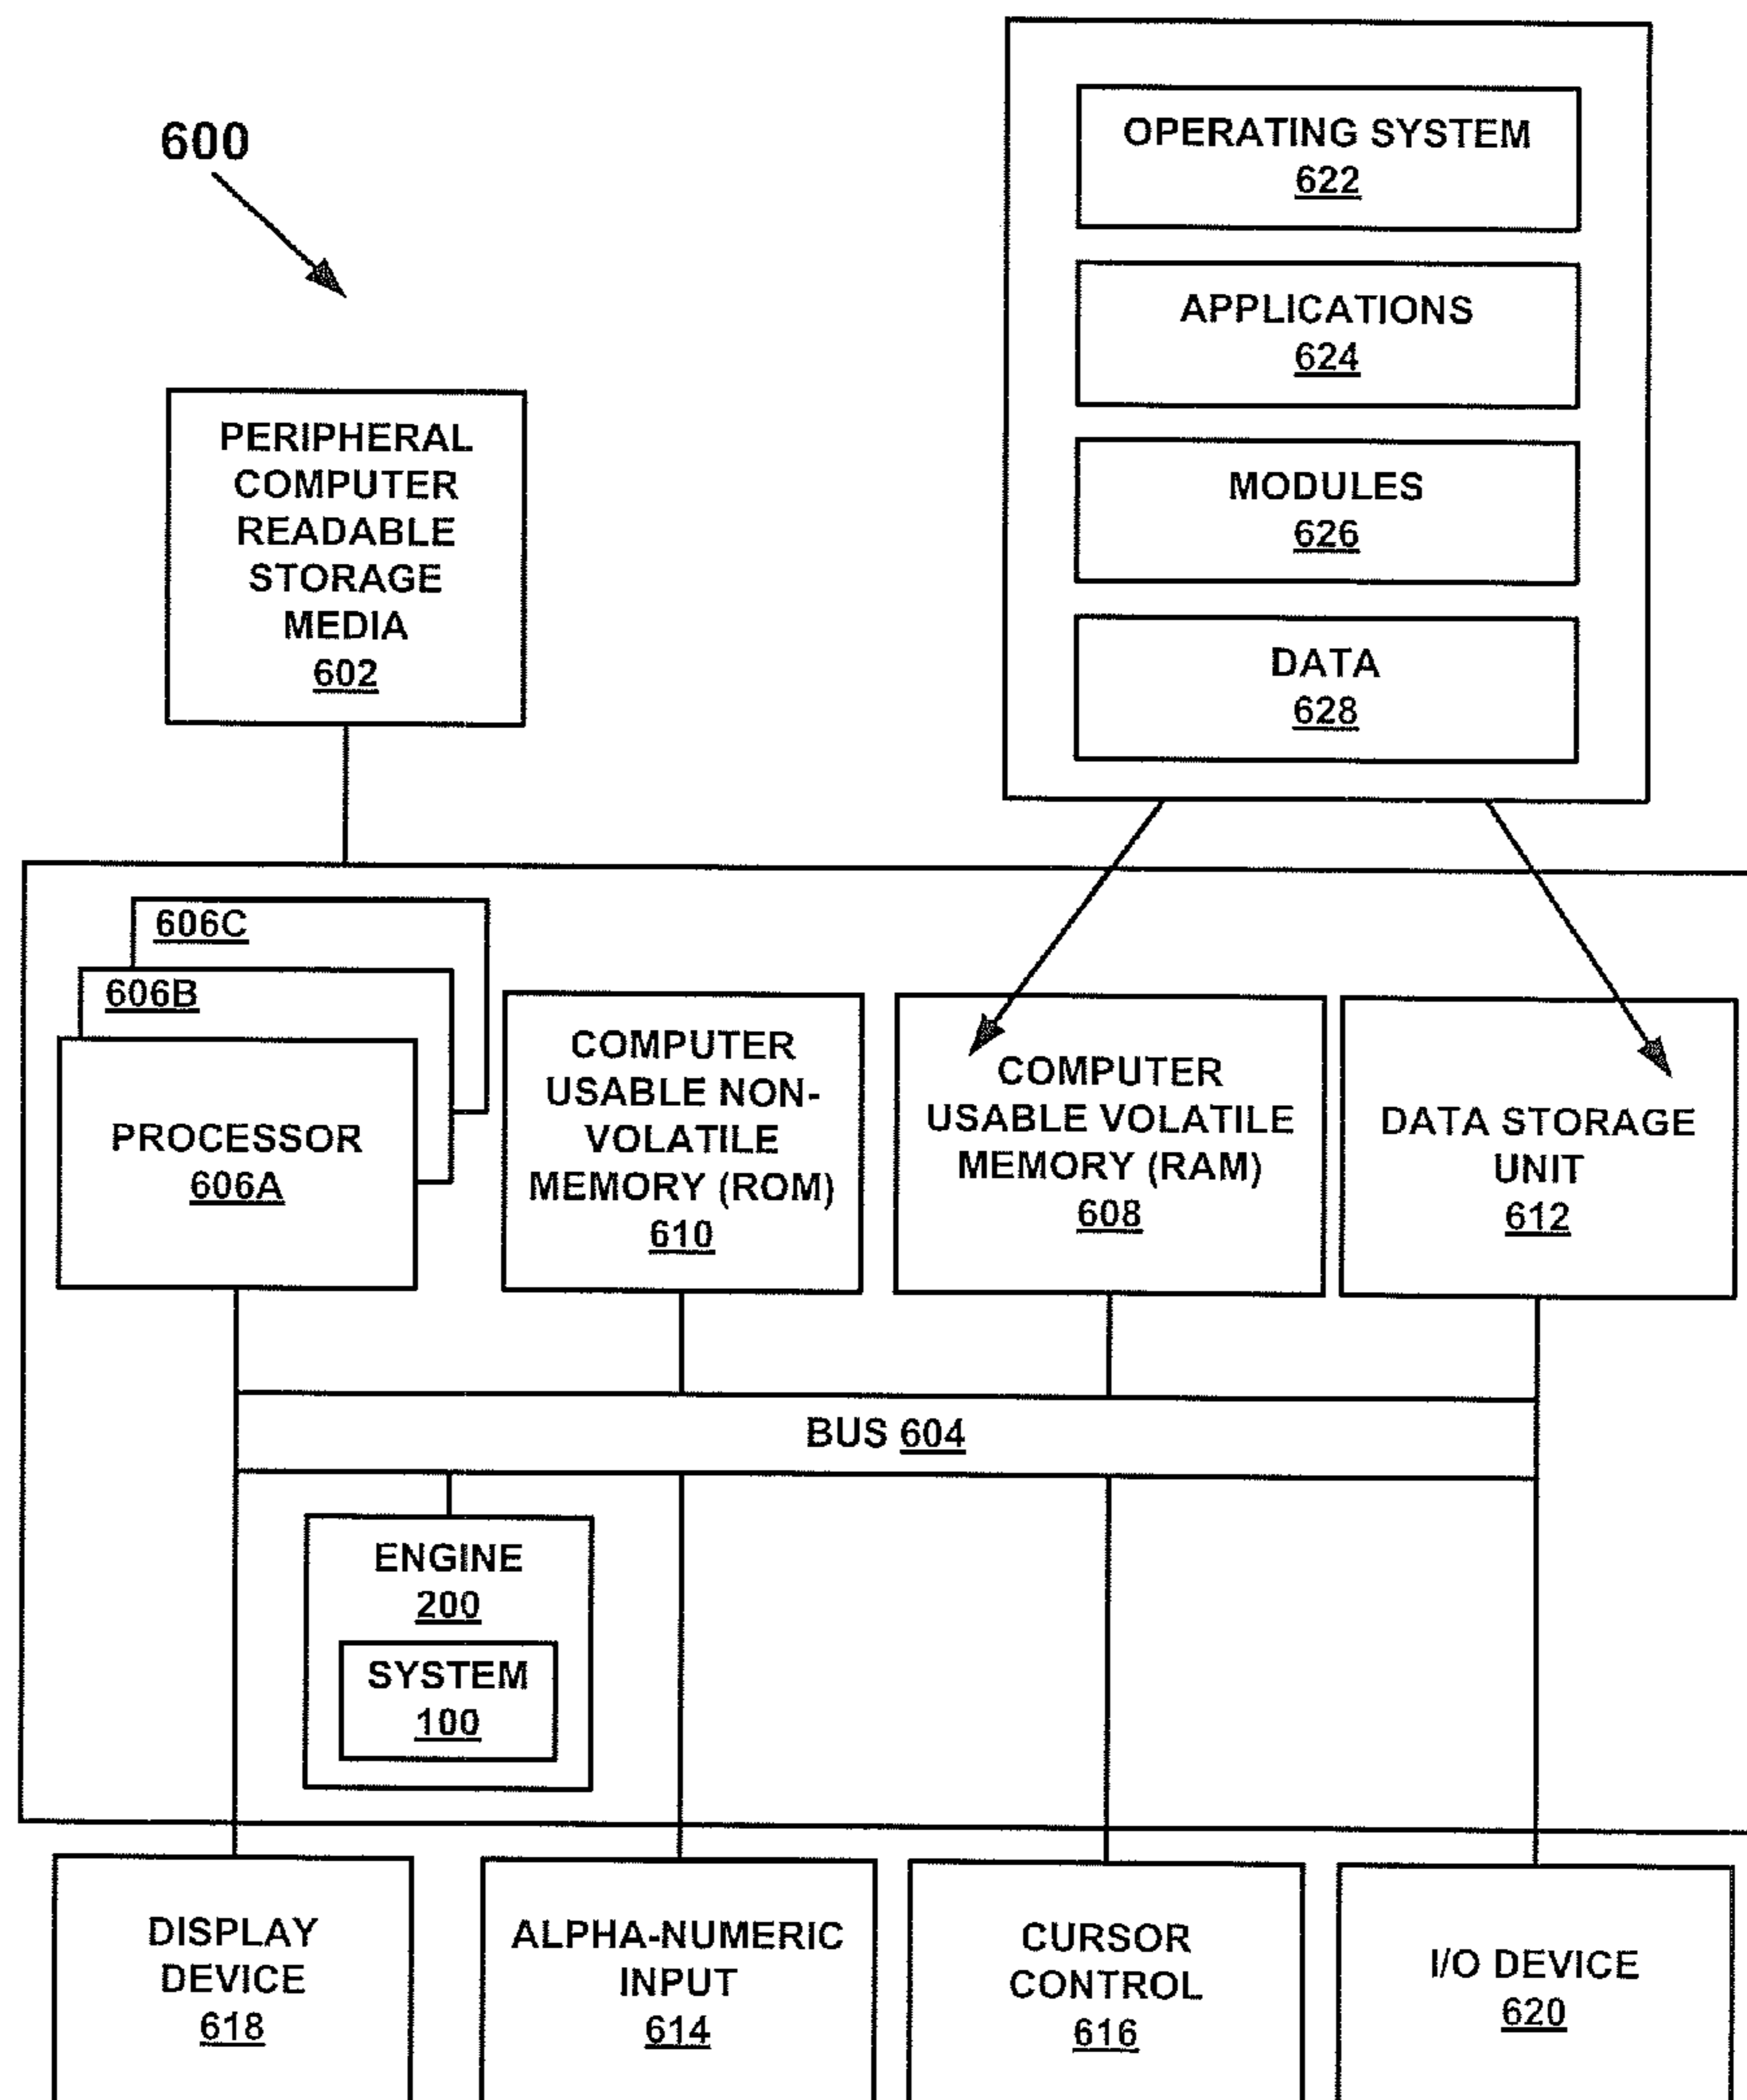 600
OPERATING SYSTEM
622
APPLICATIONS
624
MODULES
626
DATA
628
PERIPHERAL
COMPUTER
READABLE
STORAGE
MEDIA
602
606C
606B
PROCESSOR
606A
COMPUTER
USABLE NON-
VOLATILE
MEMORY (ROM)
610
COMPUTER
USABLE VOLATILE
MEMORY (RAM)
608
DATA STORAGE
UNIT
612
BUS 604
ENGINE
200
SYSTEM
100
DISPLAY
DEVICE
618
ALPHA-NUMERIC
INPUT
614
CURSOR
CONTROL
616
I/O DEVICE
620